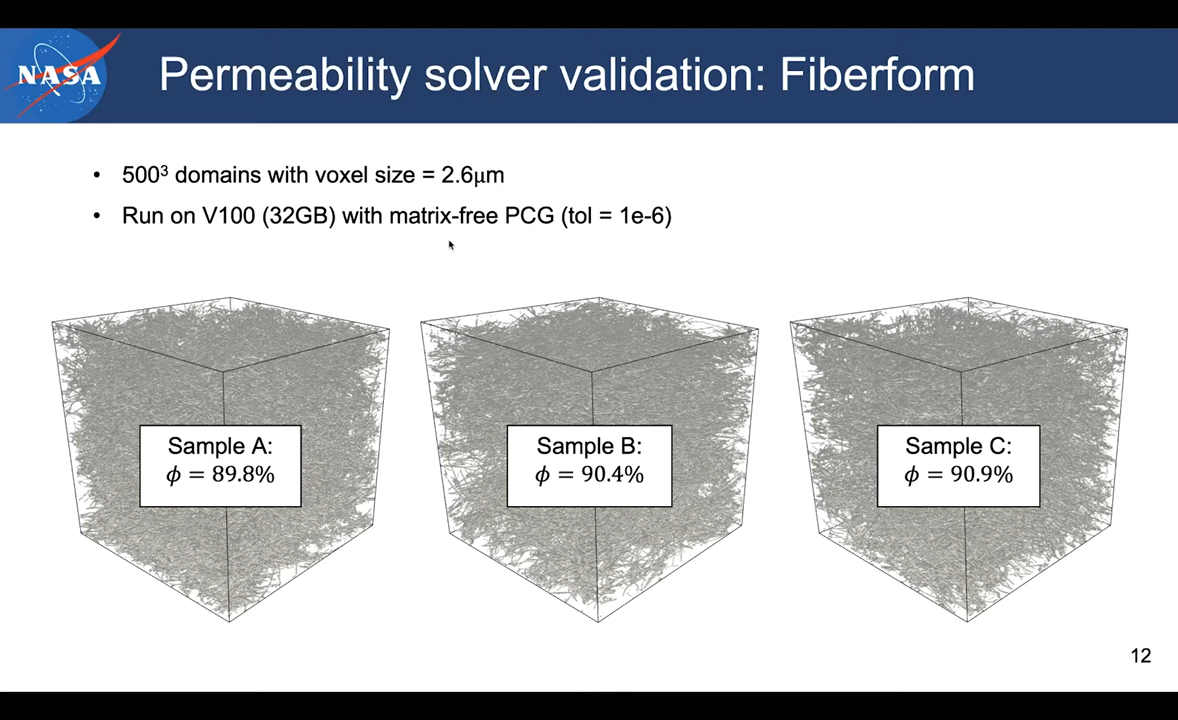 NASA
Permeability solver validation: Fiberform
• 500³ domains with voxel size = 2.6μm
• Run on V100 (32GB) with matrix-free PCG (tol = 1e-6)
Sample A:
𝜙 = 89.8%
Sample B:
𝜙 = 90.4%
Sample C:
𝜙 = 90.9%
12